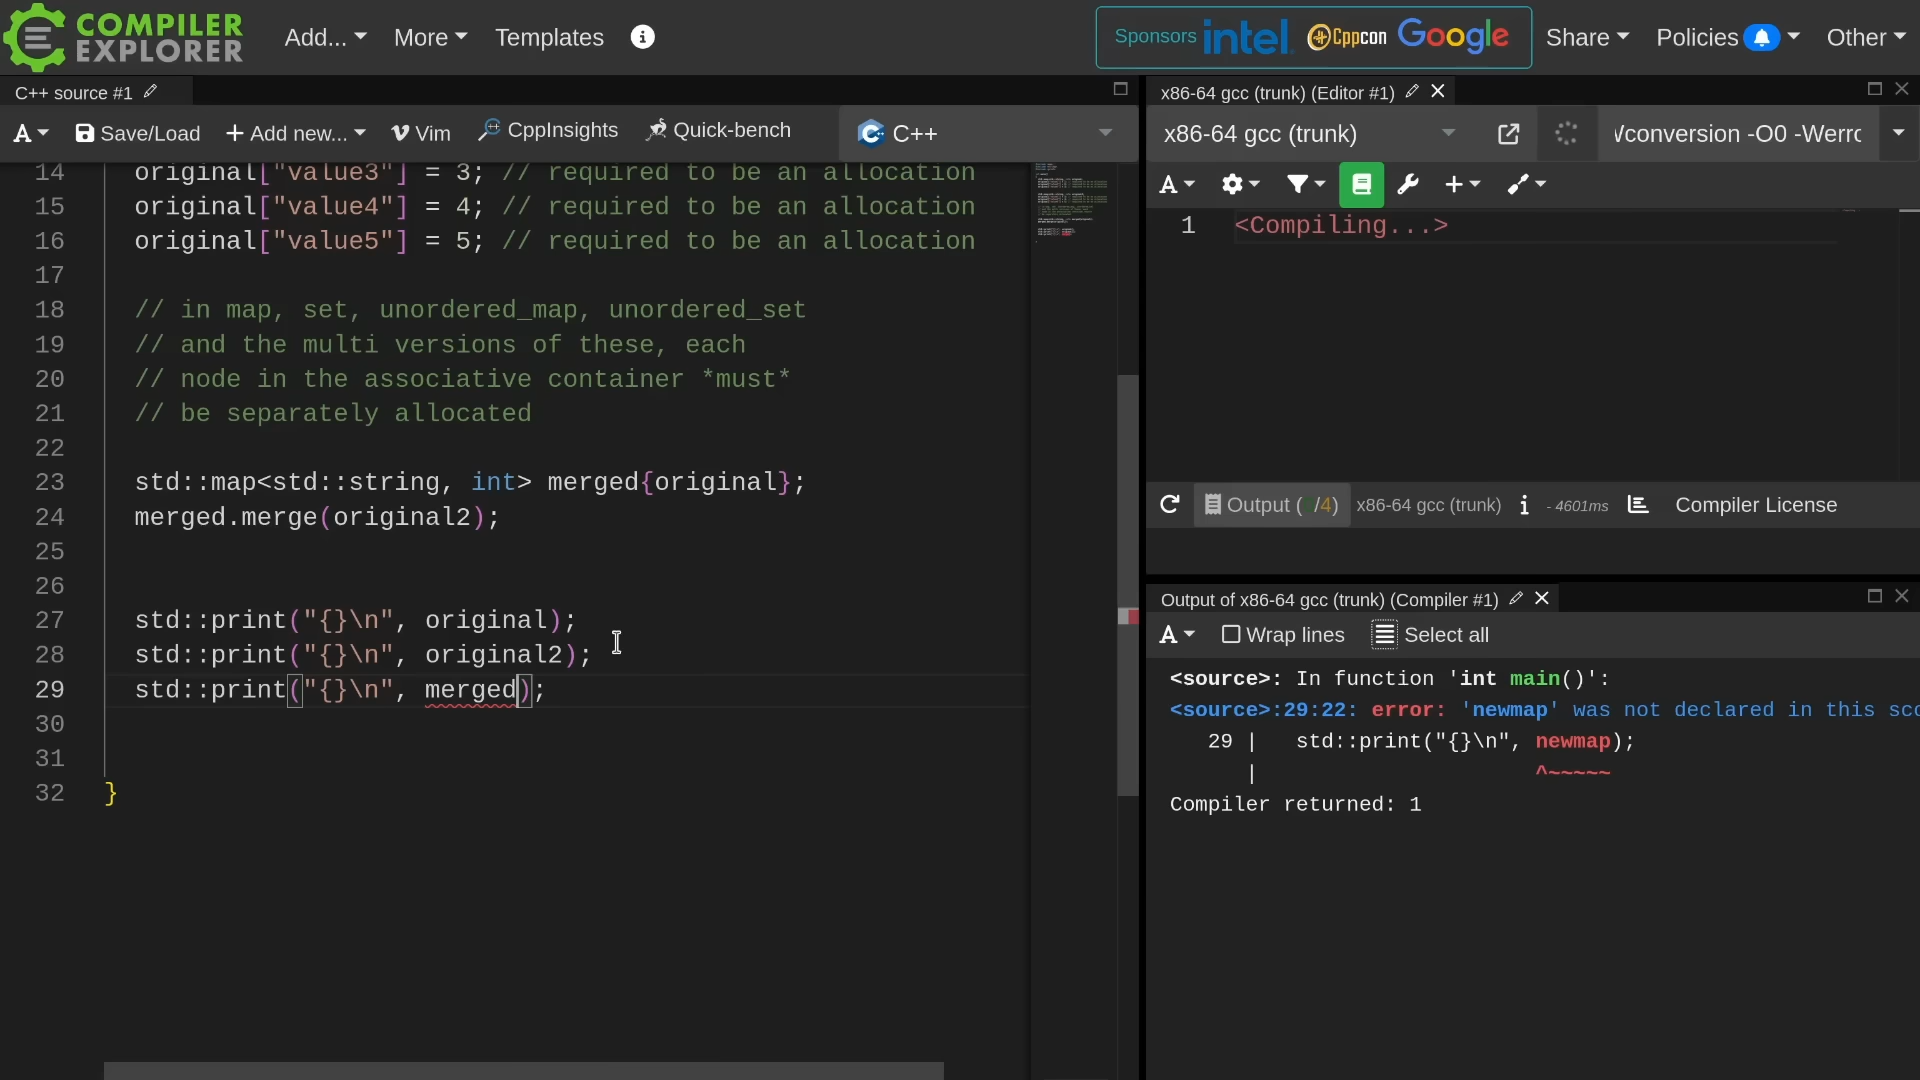 COMPILER
EXPLORER
Add...
More
Templates
Sponsors intel. Cppcon Google
Share
Policies
Other
C++ source #1
A
Save/Load
+ Add new...
Vim
CppInsights
Quick-bench
C++
14 original["value3"] = 3; // required to be an allocation
15 original["value4"] = 4; // required to be an allocation
16 original["value5"] = 5; // required to be an allocation
17
18 // in map, set, unordered_map, unordered_set
19 // and the multi versions of these, each
20 // node in the associative container *must*
21 // be separately allocated
22
23 std::map<std::string, int> merged{original};
24 merged.merge(original2);
25
26
27 std::print("{}\n", original);
28 std::print("{}\n", original2);
29 std::print("{}\n", merged);
30
31
32 }
x86-64 gcc (trunk) (Editor #1)
x86-64 gcc (trunk)
conversion -O0 -Werr
A
1 <Compiling...>
Output ( /4) x86-64 gcc (trunk) i - 4601ms Compiler License
Output of x86-64 gcc (trunk) (Compiler #1)
A Wrap lines Select all
<source>: In function 'int main()':
<source>:29:22: error: 'newmap' was not declared in this sco
29 | std::print("{}\n", newmap);
| ^~~~~~
Compiler returned: 1